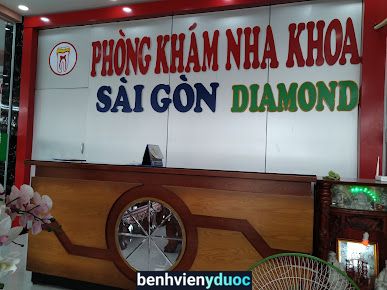 PHÒNG KHÁM NHA KHOA
SÀI GÒN DIAMOND
benhvienyduoc